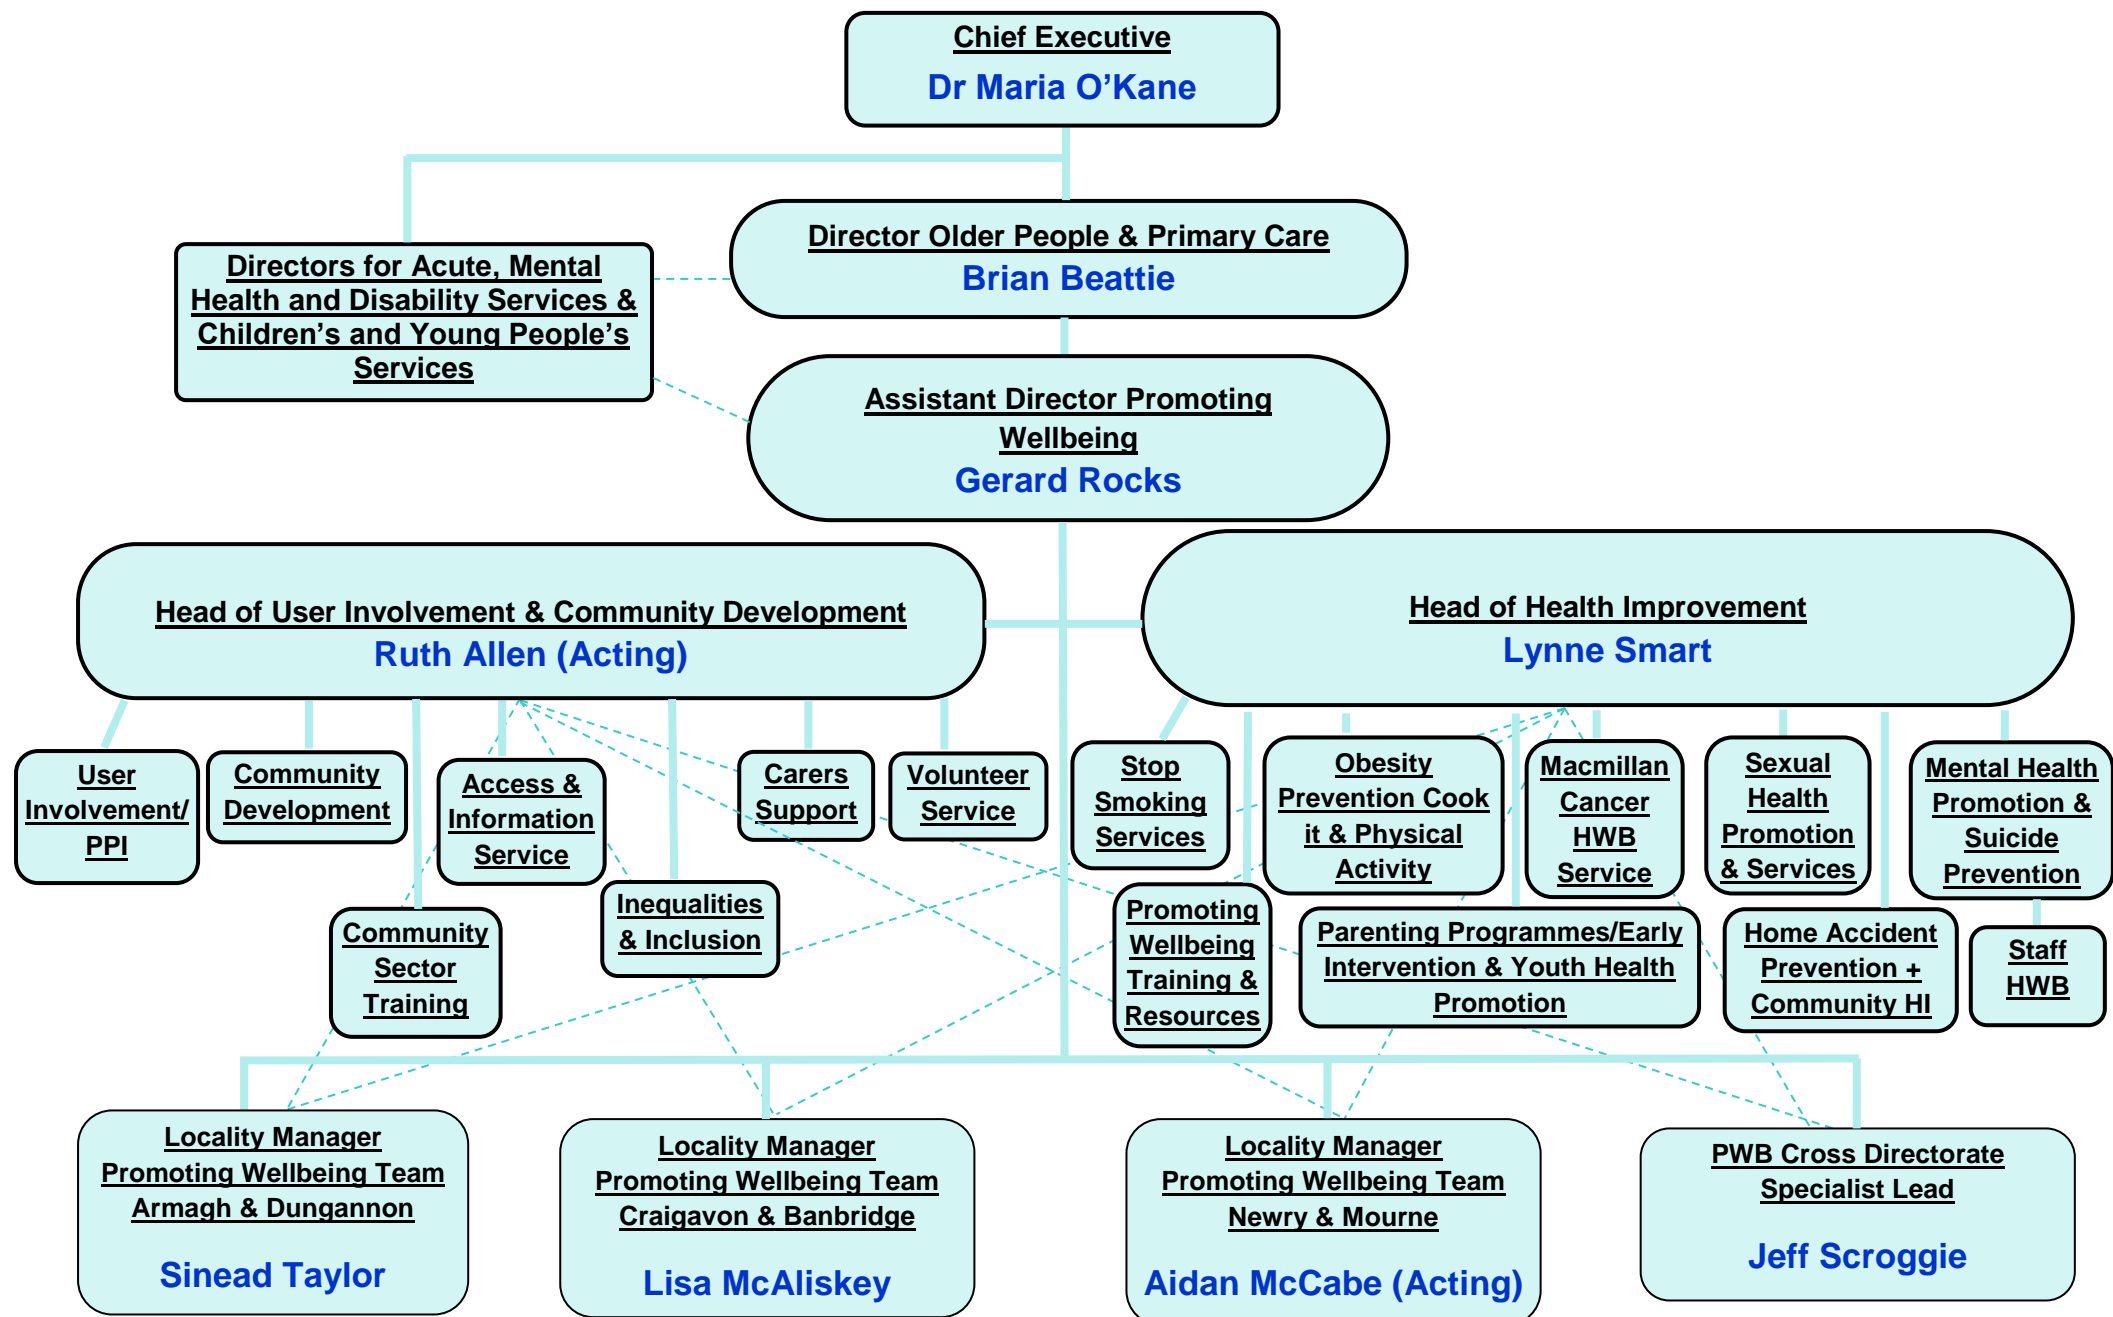 Chief Executive
Dr Maria O’Kane
Director Older People & Primary Care
Brian Beattie
Directors for Acute, Mental
Health and Disability Services &
Children’s and Young People’s
Services
Assistant Director Promoting
Wellbeing
Gerard Rocks
Head of User Involvement & Community Development
Ruth Allen (Acting)
Head of Health Improvement
Lynne Smart
User
Involvement/
PPI
Community
Development
Access &
Information
Service
Carers
Support
Volunteer
Service
Community
Sector
Training
Inequalities
& Inclusion
Stop
Smoking
Services
Obesity
Prevention Cook
it & Physical
Activity
Macmillan
Cancer
HWB
Service
Sexual
Health
Promotion
& Services
Mental Health
Promotion &
Suicide
Prevention
Promoting
Wellbeing
Training &
Resources
Parenting Programmes/Early
Intervention & Youth Health
Promotion
Home Accident
Prevention +
Community HI
Staff
HWB
Locality Manager
Promoting Wellbeing Team
Armagh & Dungannon
Sinead Taylor
Locality Manager
Promoting Wellbeing Team
Craigavon & Banbridge
Lisa McAliskey
Locality Manager
Promoting Wellbeing Team
Newry & Mourne
Aidan McCabe (Acting)
PWB Cross Directorate
Specialist Lead
Jeff Scroggie